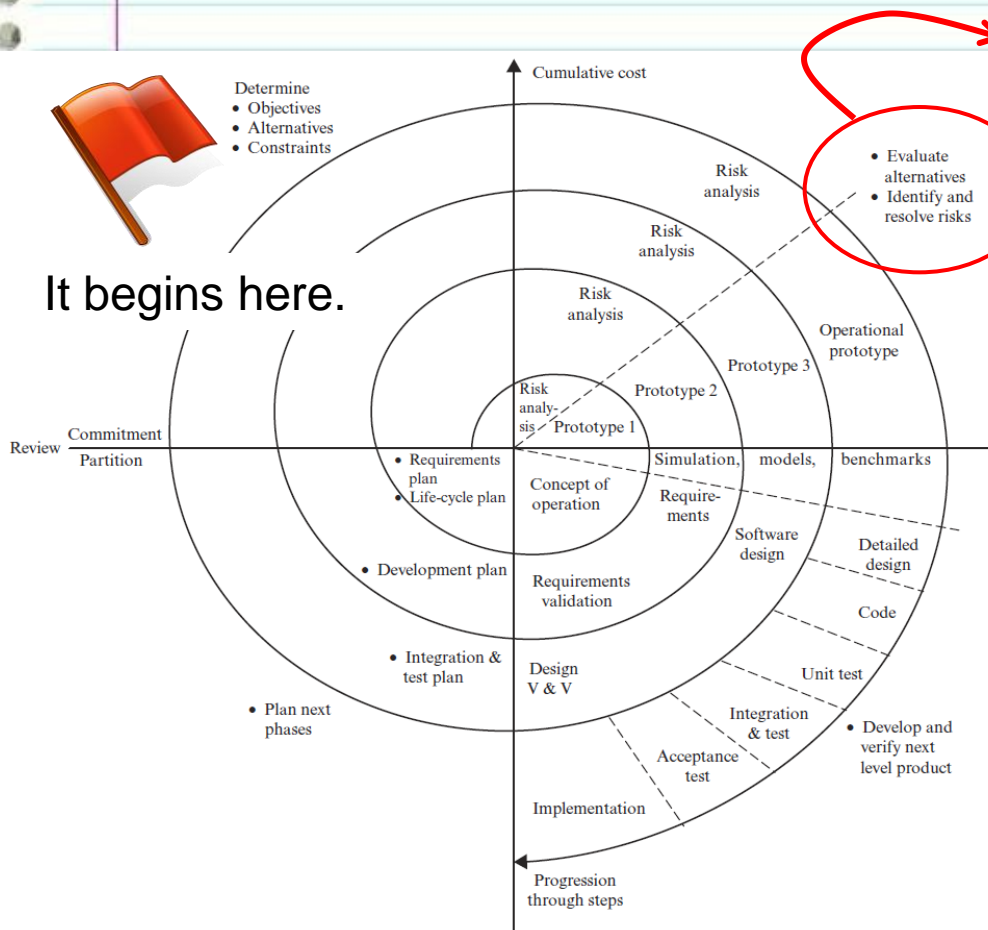 Cumulative cost
Determine
• Objectives
• Alternatives
• Constraints
• Evaluate
alternatives
• Identify and
resolve risks
Risk
analysis
Risk
analysis
Risk
analysis
Risk
analy-
sis
It begins here.
Operational
prototype
Prototype 3
Prototype 2
Prototype 1
Review
Commitment
Partition
• Requirements
plan
• Life-cycle plan
Concept of
operation
Simulation, models, benchmarks
Require-
ments
Software
design
Detailed
design
Code
Unit test
Integration
& test
Acceptance
test
Implementation
• Development plan
Requirements
validation
• Integration &
test plan
Design
V & V
• Plan next
phases
• Develop and
verify next
level product
Progression
through steps